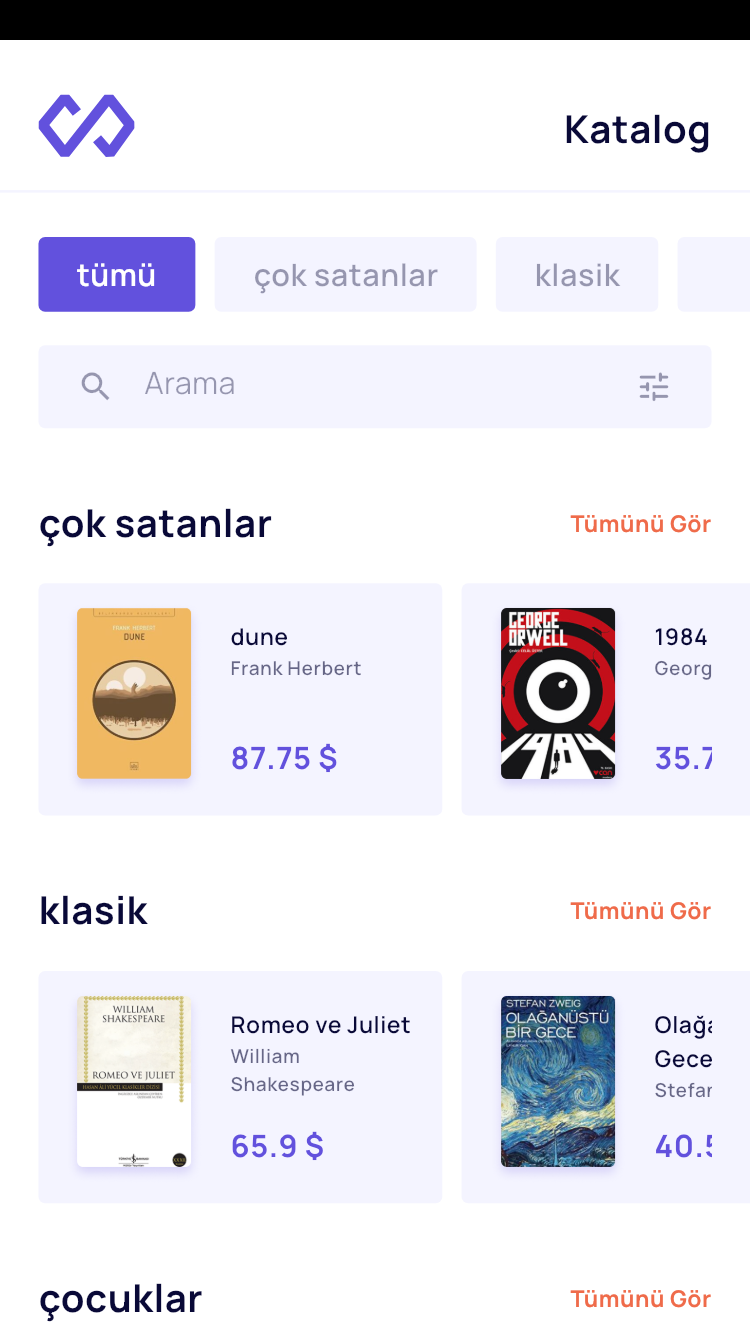 Katalog
tümü
çok satanlar
klasik
Arama
çok satanlar
Tümünü Gör
FRANK HERBERT
DUNE
dune
Frank Herbert
87.75 $
GEORGE
ORWELL
1984
can
1984
Georg
35.7
klasik
Tümünü Gör
WILLIAM
SHAKESPEARE
ROMEO VE JULIET
HASAN ÂLİ YÜCEL KLASİKLER DİZİSİ
Romeo ve Juliet
William
Shakespeare
65.9 $
STEFAN ZWEIG
OLAĞANÜSTÜ
BİR GECE
Olağa
Gece
Stefan
40.5
çocuklar
Tümünü Gör